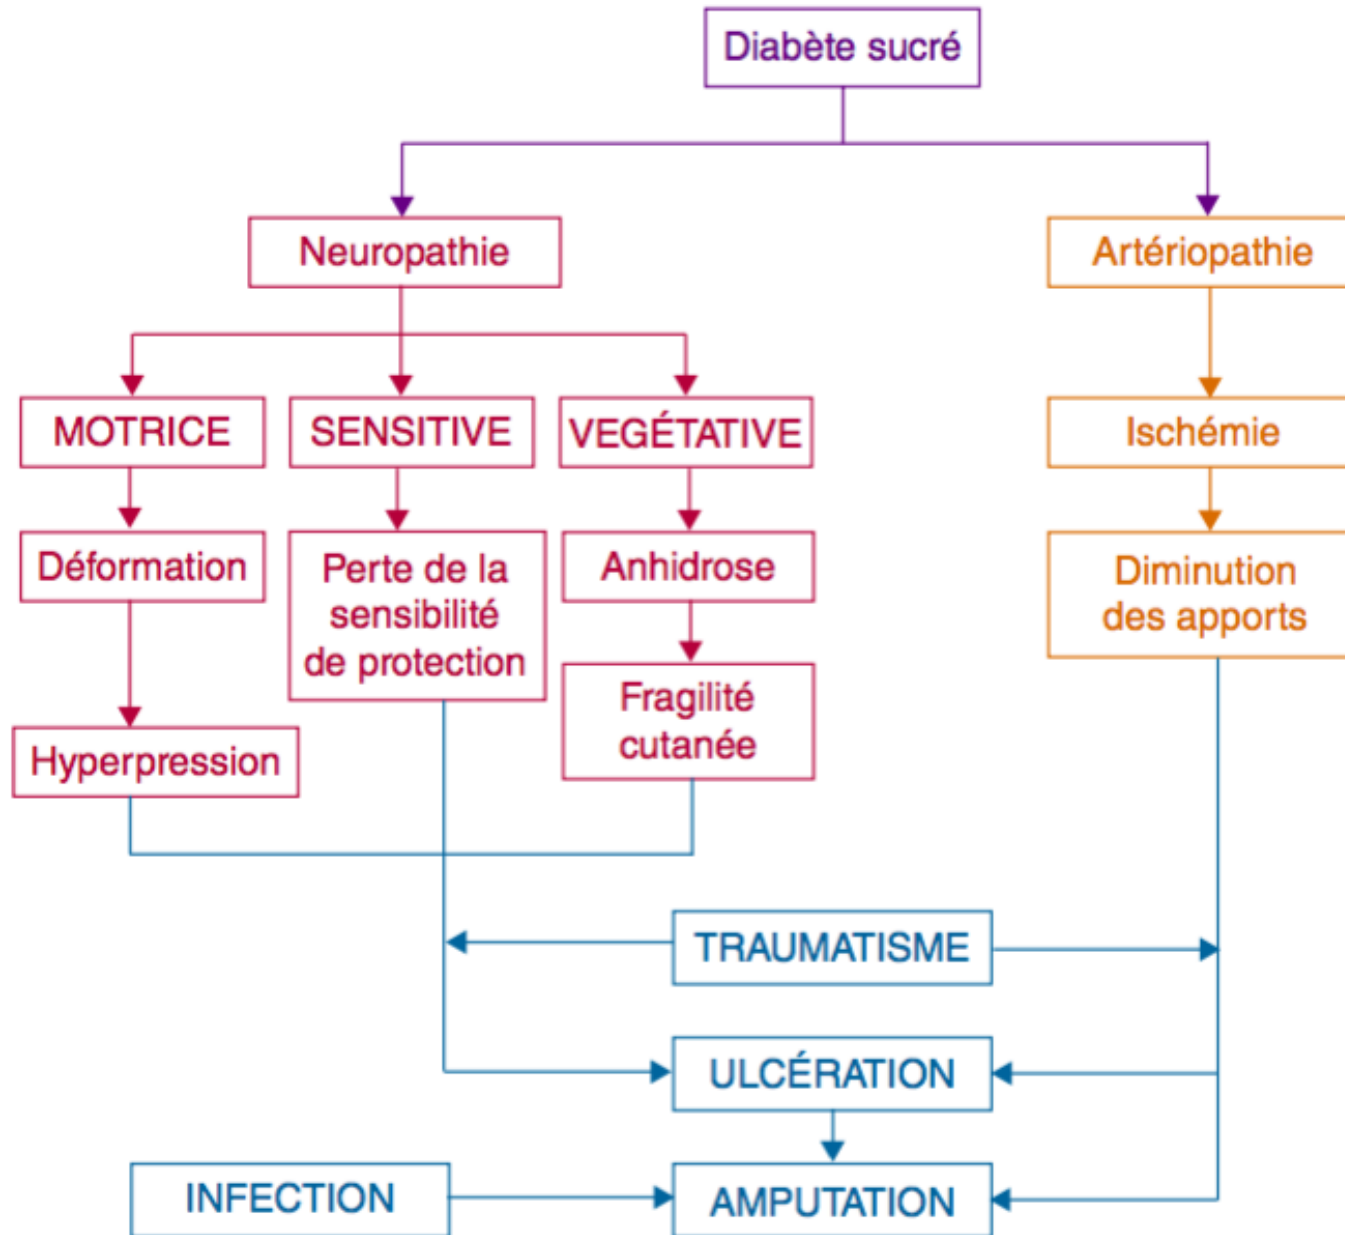 Diabète sucré
Neuropathie
Artériopathie
MOTRICE
SENSITIVE
VEGÉTATIVE
Ischémie
Déformation
Perte de la
sensibilité
de protection
Anhidrose
Diminution
des apports
Fragilité
cutanée
Hyperpression
TRAUMATISME
ULCÉRATION
INFECTION
AMPUTATION